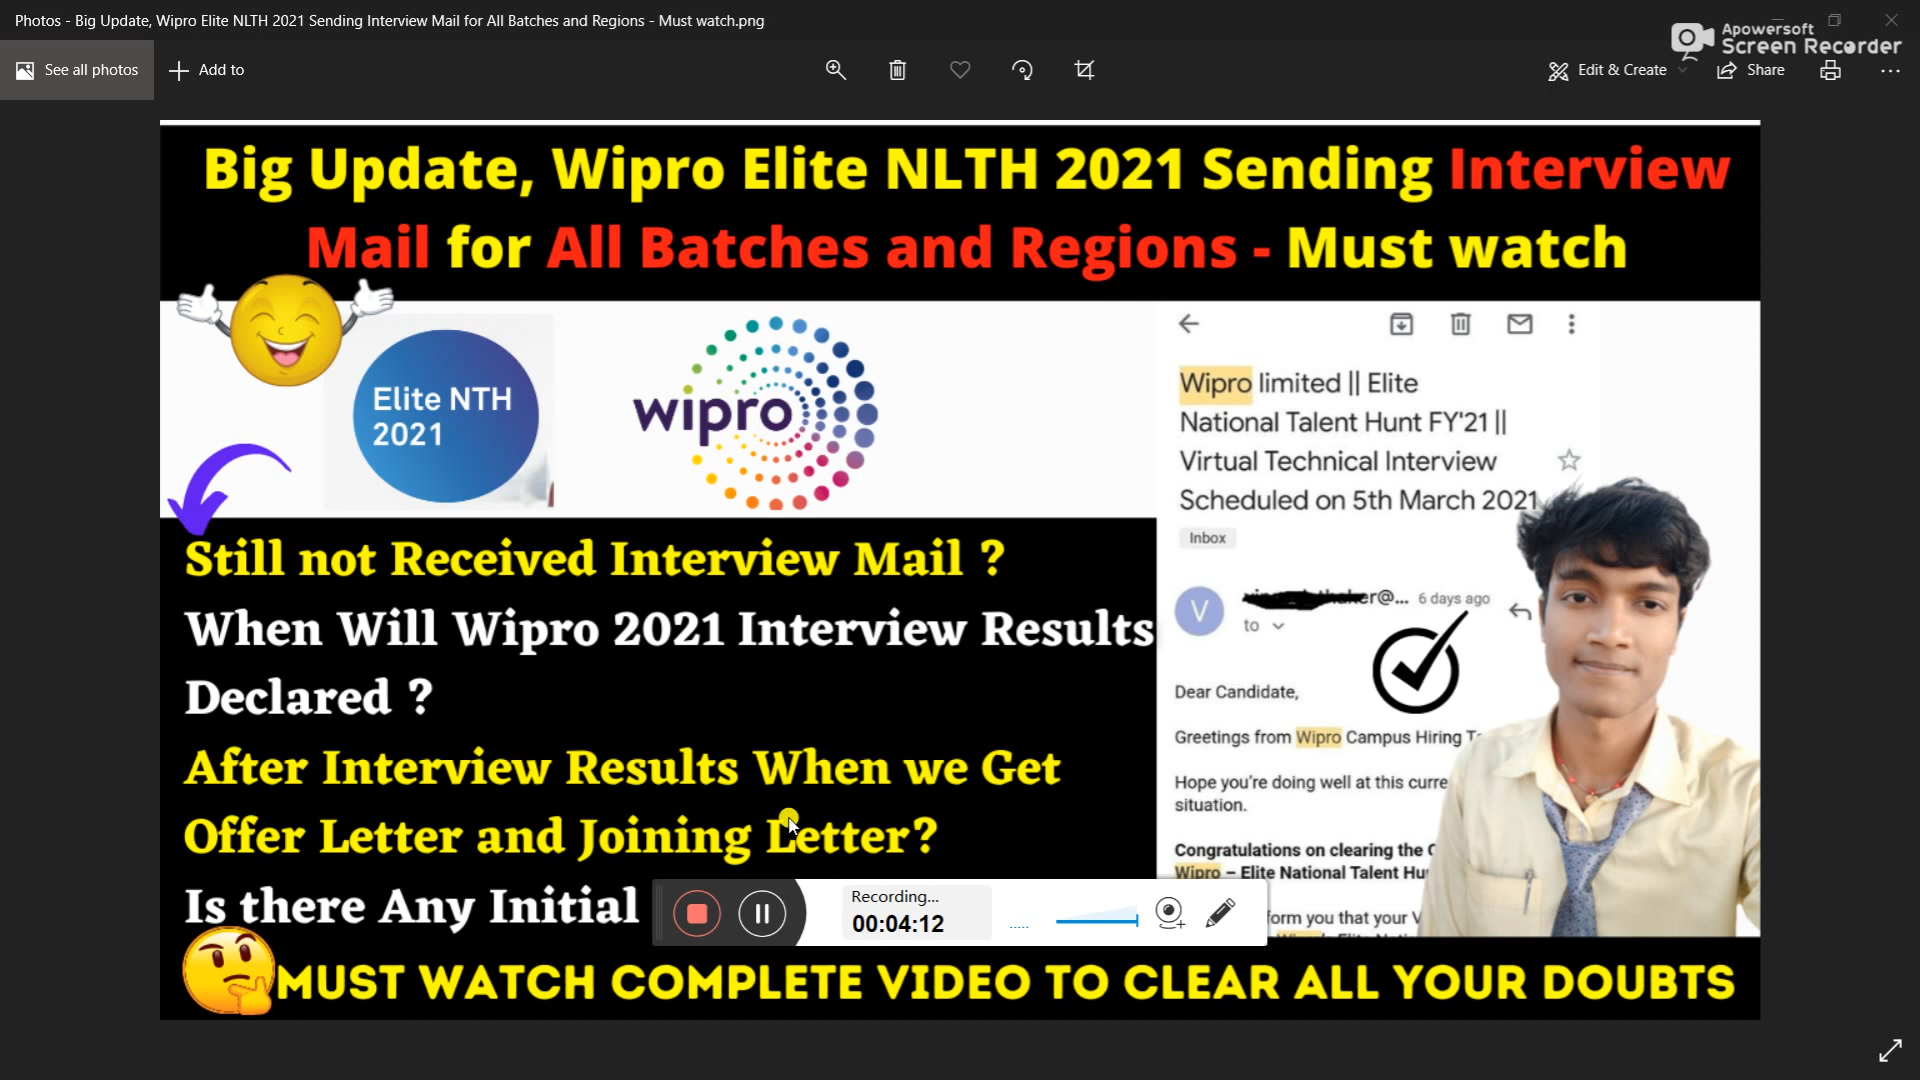 Photos - Big Update, Wipro Elite NLTH 2021 Sending Interview Mail for All Batches and Regions - Must watch.png
Apowersoft
Screen Recorder
See all photos
Add to
Edit & Create
Share
Big Update, Wipro Elite NLTH 2021 Sending Interview
Mail for All Batches and Regions - Must watch
Elite NTH
2021
wipro
Wipro limited || Elite
National Talent Hunt FY'21 ||
Virtual Technical Interview
Scheduled on 5th March 2021
Inbox
V
er@... 6 days ago
to
Dear Candidate,
Greetings from Wipro Campus Hiring
Hope you're doing well at this curre
situation.
Congratulations on clearing the
Wipro – Elite National Talent Hu
form you that your V
Still not Received Interview Mail ?
When Will Wipro 2021 Interview Results
Declared ?
After Interview Results When we Get
Offer Letter and Joining Letter?
Is there Any Initial
Recording...
00:04:12
MUST WATCH COMPLETE VIDEO TO CLEAR ALL YOUR DOUBTS